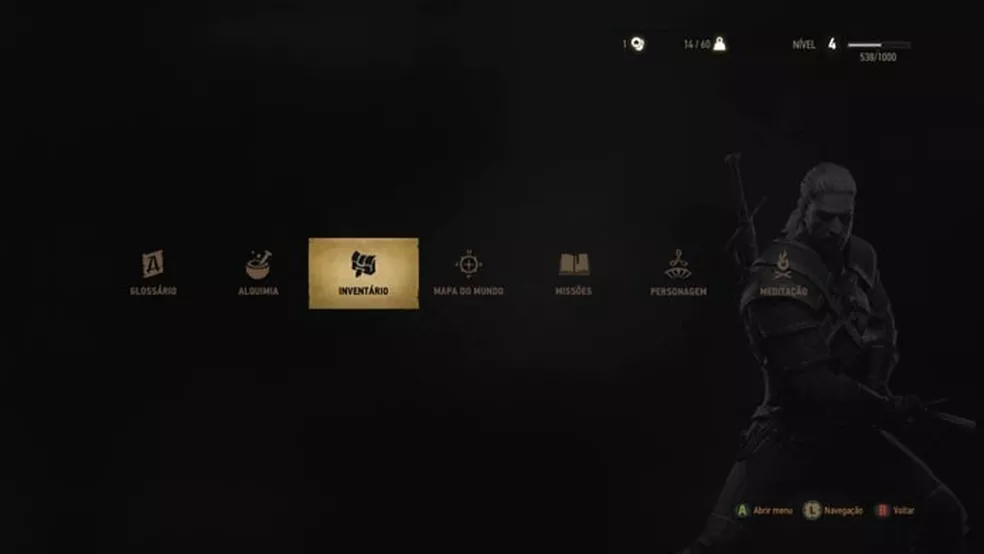 1
14 / 60
NÍVEL 4
538/1000
GLOSSÁRIO
ALQUIMIA
INVENTÁRIO
MAPA DO MUNDO
MISSÕES
PERSONAGEM
MEDITAÇÃO
A Abrir menu
L Navegação
B Voltar